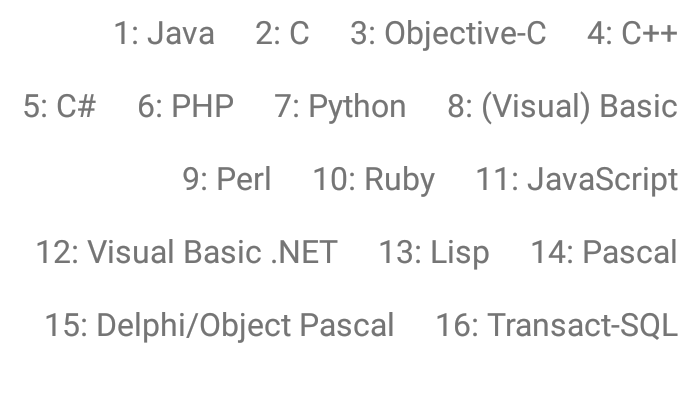 1: Java 2: C 3: Objective-C 4: C++
5: C# 6: PHP 7: Python 8: (Visual) Basic
9: Perl 10: Ruby 11: JavaScript
12: Visual Basic .NET 13: Lisp 14: Pascal
15: Delphi/Object Pascal 16: Transact-SQL